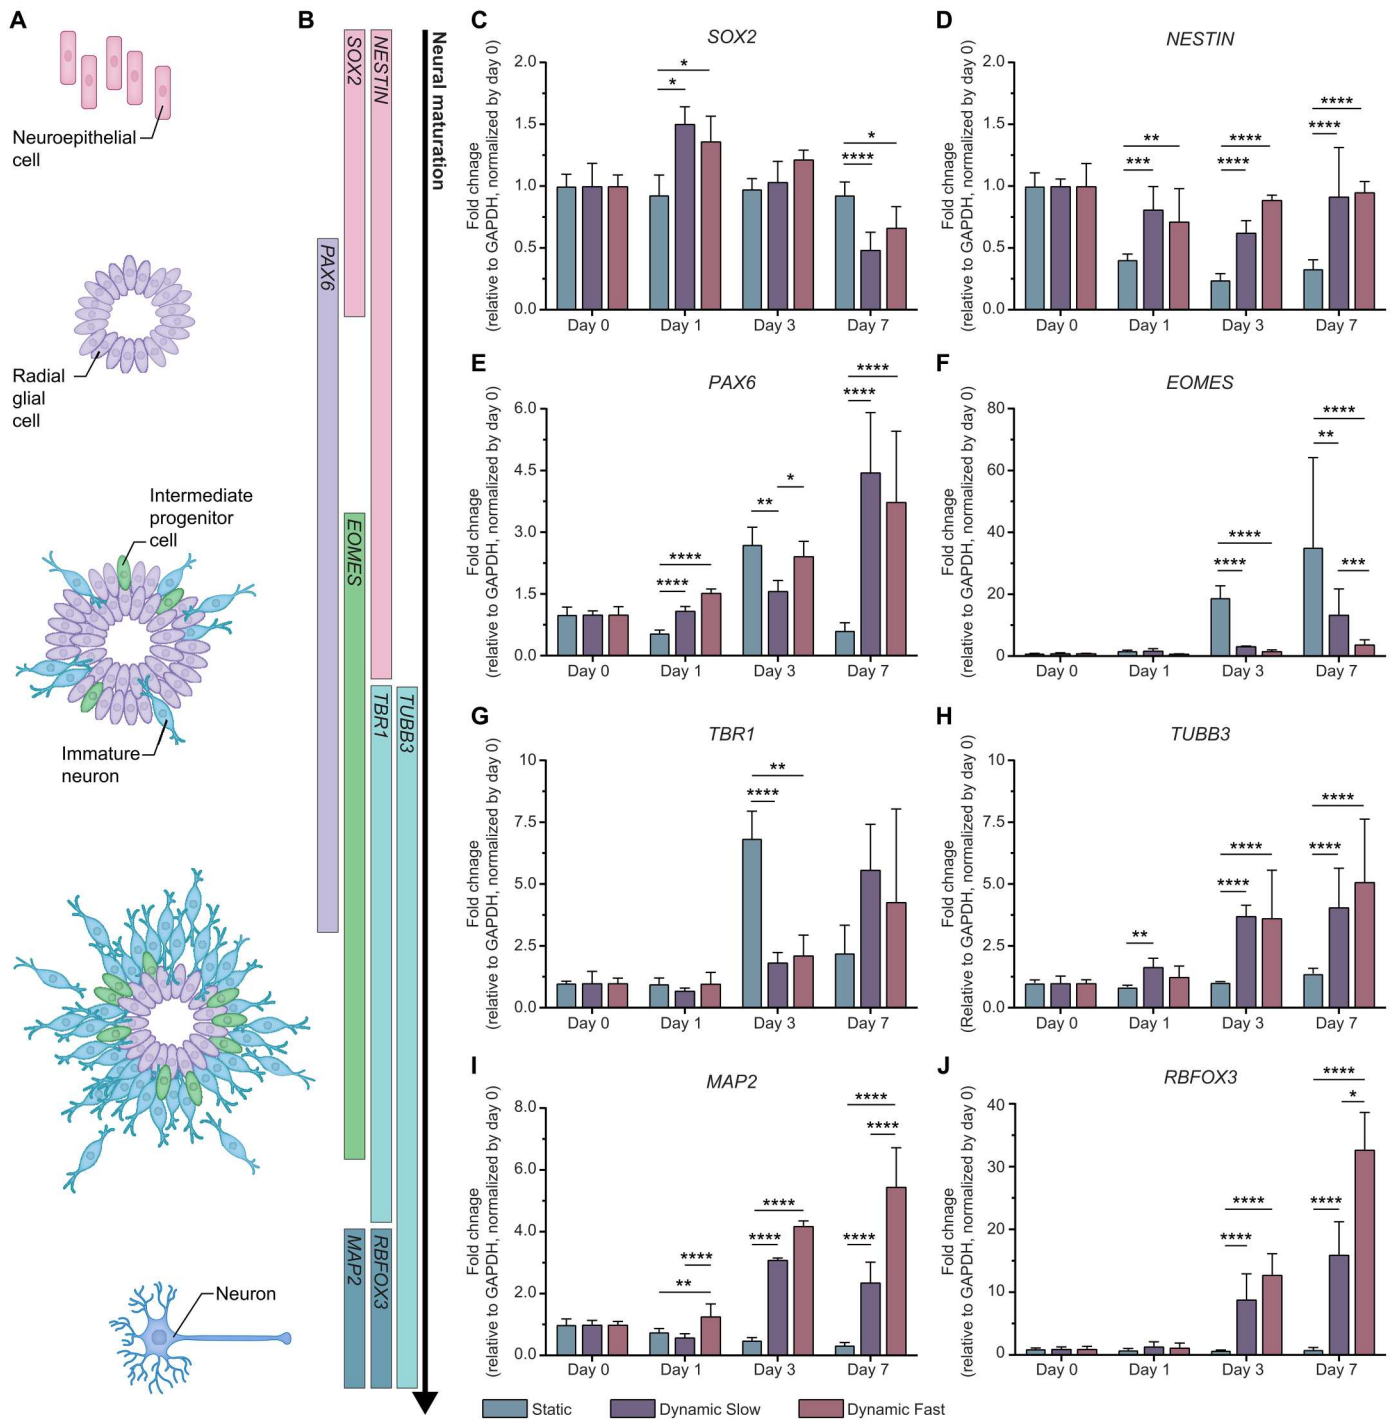 A
Neuroepithelial
cell
Radial
glial
cell
Intermediate
progenitor
cell
Immature
neuron
Neuron
B
SOX2
NESTIN
PAX6
EOMES
TBR1
TUBB3
MAP2
RBFOX3
Neural maturation
C
SOX2
Fold chnage
(relative to GAPDH, normalized by day 0)
2.0
1.5
1.0
0.5
0.0
* *
**** *
Day 0 Day 1 Day 3 Day 7
D
NESTIN
Fold chnage
(relative to GAPDH, normalized by day 0)
2.0
1.5
1.0
0.5
0.0
*** **
**** ****
**** ****
Day 0 Day 1 Day 3 Day 7
E
PAX6
Fold chnage
(relative to GAPDH, normalized by day 0)
6.0
4.5
3.0
1.5
0.0
**** ****
** *
**** ****
Day 0 Day 1 Day 3 Day 7
F
EOMES
Fold chnage
(relative to GAPDH, normalized by day 0)
80
60
40
20
0
**** ****
** **** ***
Day 0 Day 1 Day 3 Day 7
G
TBR1
Fold chnage
(relative to GAPDH, normalized by day 0)
10
7.5
5.0
2.5
0.0
**** **
Day 0 Day 1 Day 3 Day 7
H
TUBB3
Fold chnage
(Relative to GAPDH, normalized by day 0)
10
7.5
5.0
2.5
0.0
**
**** ****
**** ****
Day 0 Day 1 Day 3 Day 7
I
MAP2
Fold chnage
(relative to GAPDH, normalized by day 0)
8.0
6.0
4.0
2.0
0.0
** ****
**** ****
**** **** ****
Day 0 Day 1 Day 3 Day 7
J
RBFOX3
Fold chnage
(relative to GAPDH, normalized by day 0)
40
30
20
10
0
**** ****
**** **** *
Day 0 Day 1 Day 3 Day 7
Static Dynamic Slow Dynamic Fast